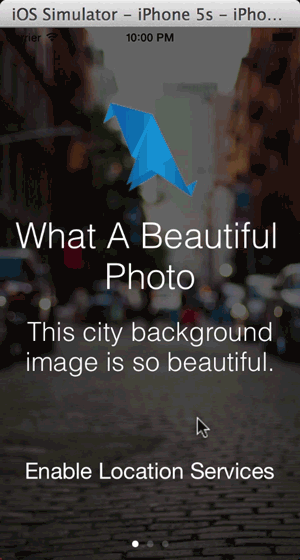 iOS Simulator - iPhone 5s - iPho...
10:00 PM
What A Beautiful
Photo
This city background
image is so beautiful.
Enable Location Services